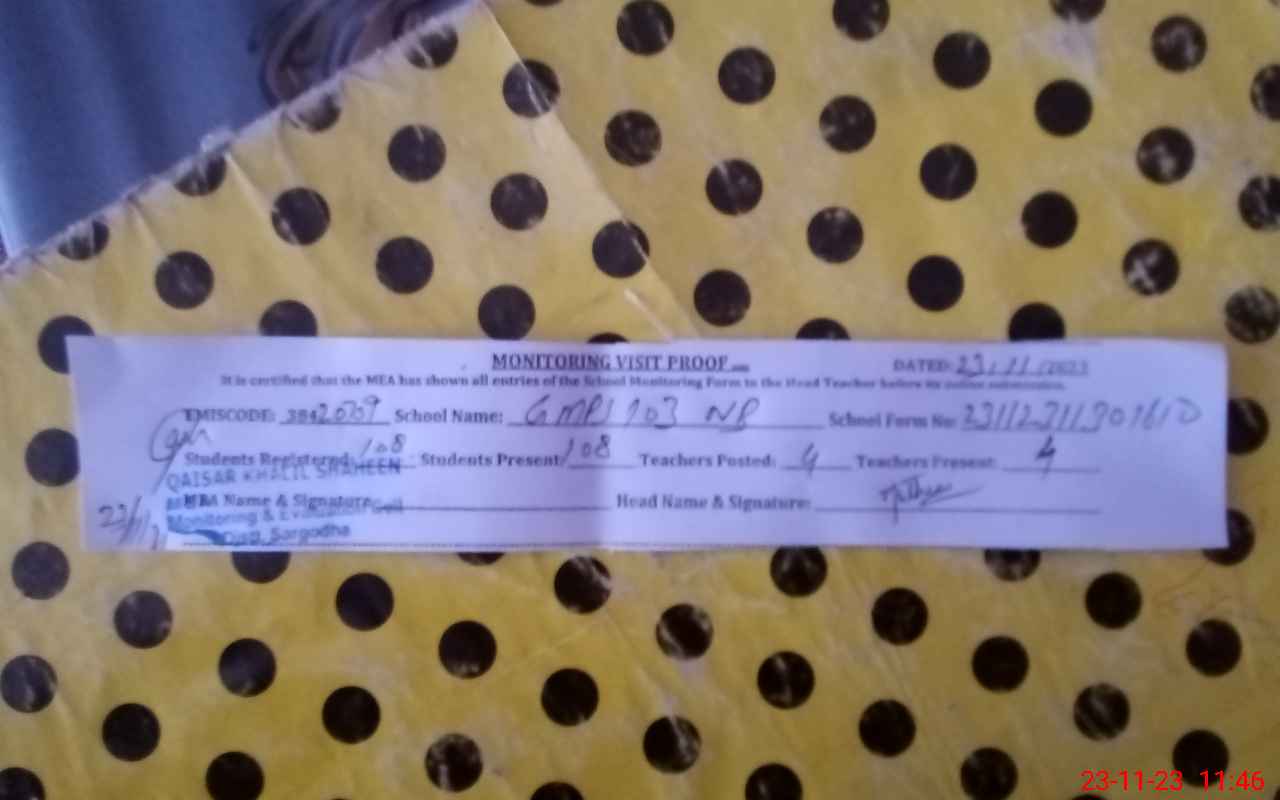 MONITORING VISIT PROOF
DATED: 23/11/2023
It is certified that the MEA has shown all entries of the School Monitoring Form to the Head Teacher before its online submission.
EMISCODE: 38420709 School Name: GMPS 103 NB School Form No: 23112311301610
Students Registered: 108 Students Present: 108 Teachers Posted: 4 Teachers Present: 4
QAISAR KHALIL SHAHEEN
MEA Name & Signature: Head Name & Signature:
Monitoring & Evaluation Cell
Distt. Sargodha
23/11/
23-11-23 11:46